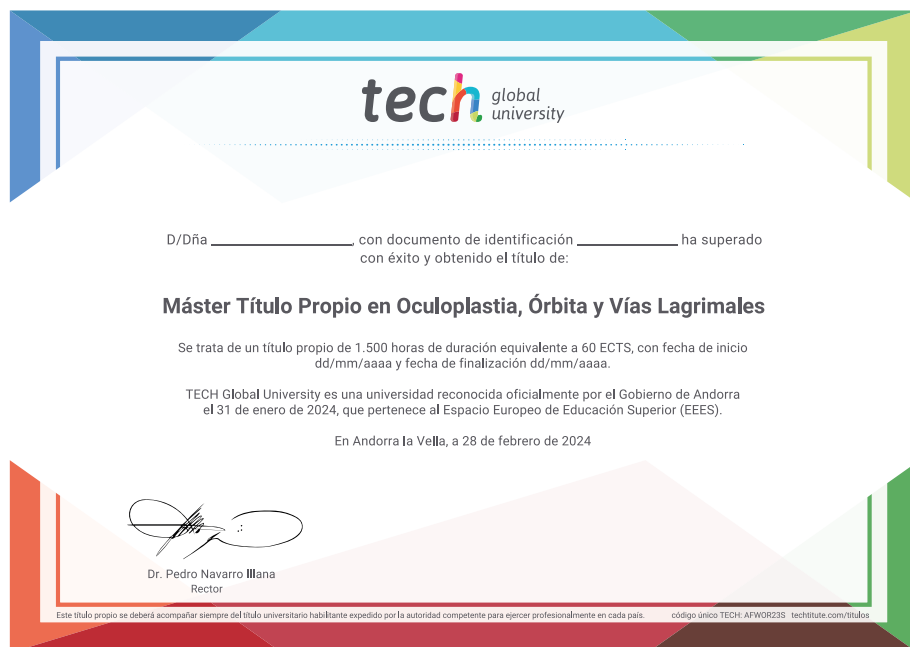 tech global university
D/Dña ______________, con documento de identificación __________ ha superado
con éxito y obtenido el título de:
Máster Título Propio en Oculoplastia, Órbita y Vías Lagrimales
Se trata de un título propio de 1.500 horas de duración equivalente a 60 ECTS, con fecha de inicio
dd/mm/aaaa y fecha de finalización dd/mm/aaaa.
TECH Global University es una universidad reconocida oficialmente por el Gobierno de Andorra
el 31 de enero de 2024, que pertenece al Espacio Europeo de Educación Superior (EEES).
En Andorra la Vella, a 28 de febrero de 2024
Dr. Pedro Navarro Illana
Rector
Este título propio se deberá acompañar siempre del título universitario habilitante expedido por la autoridad competente para ejercer profesionalmente en cada país. código único TECH: AFWOR23S techtitute.com/titulos